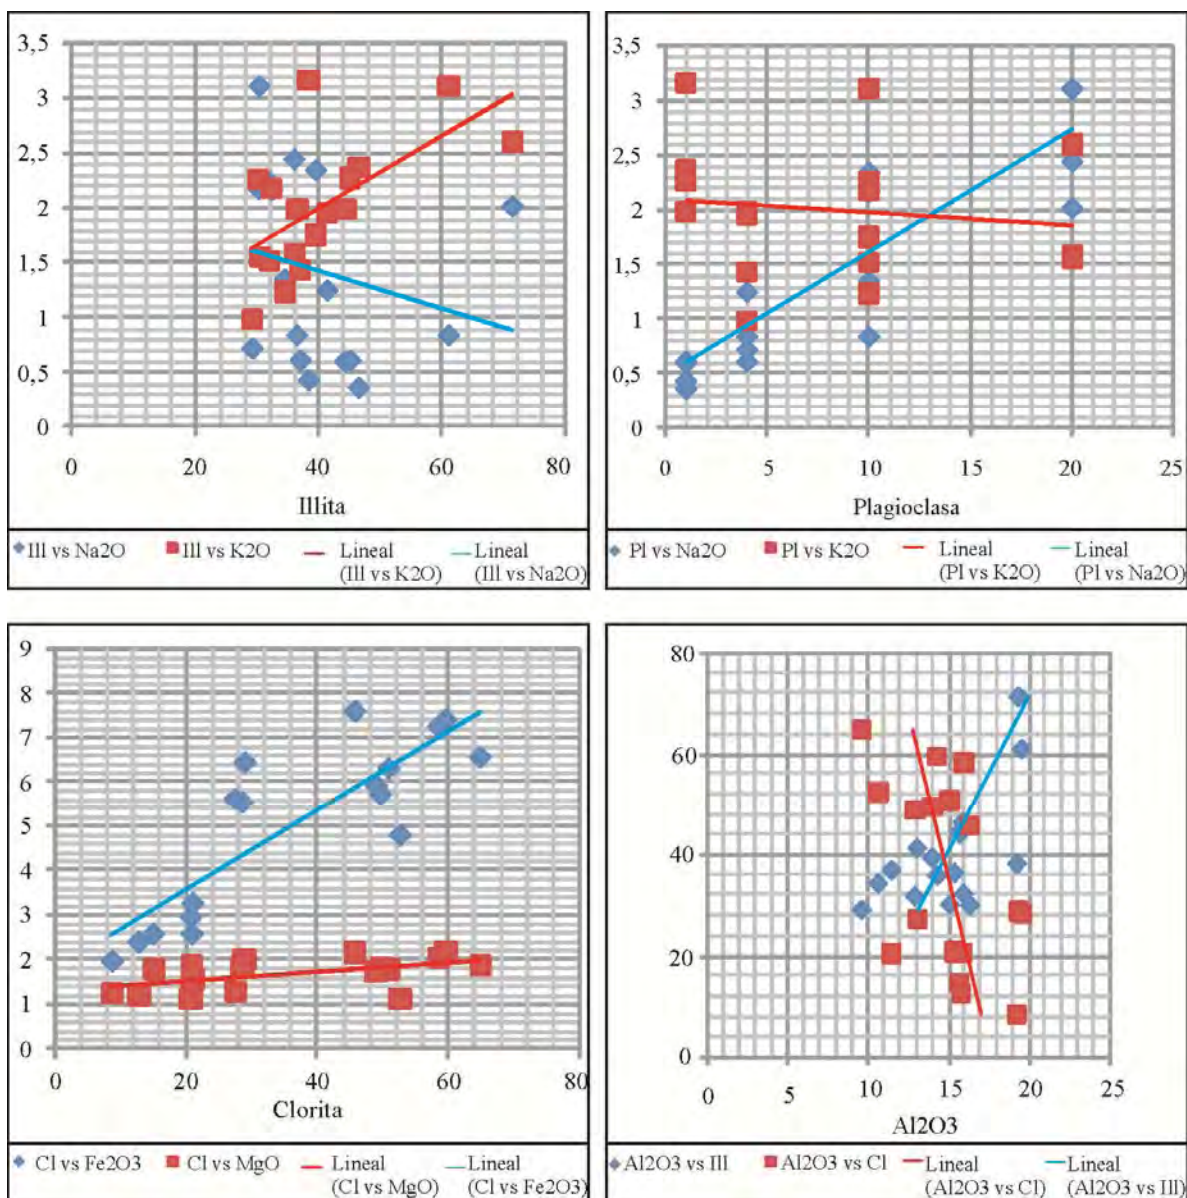 3,5
3
2,5
2
1,5
1
0,5
0
0 20 40 60 80
Illita
Ill vs Na2O Ill vs K2O Lineal (Ill vs K2O) Lineal (Ill vs Na2O)
3,5
3
2,5
2
1,5
1
0,5
0
0 5 10 15 20 25
Plagioclasa
Pl vs Na2O Pl vs K2O Lineal (Pl vs K2O) Lineal (Pl vs Na2O)
9
8
7
6
5
4
3
2
1
0
0 20 40 60 80
Clorita
Cl vs Fe2O3 Cl vs MgO Lineal (Cl vs MgO) Lineal (Cl vs Fe2O3)
80
60
40
20
0
0 5 10 15 20 25
Al2O3
Al2O3 vs Ill Al2O3 vs Cl Lineal (Al2O3 vs Cl) Lineal (Al2O3 vs Ill)